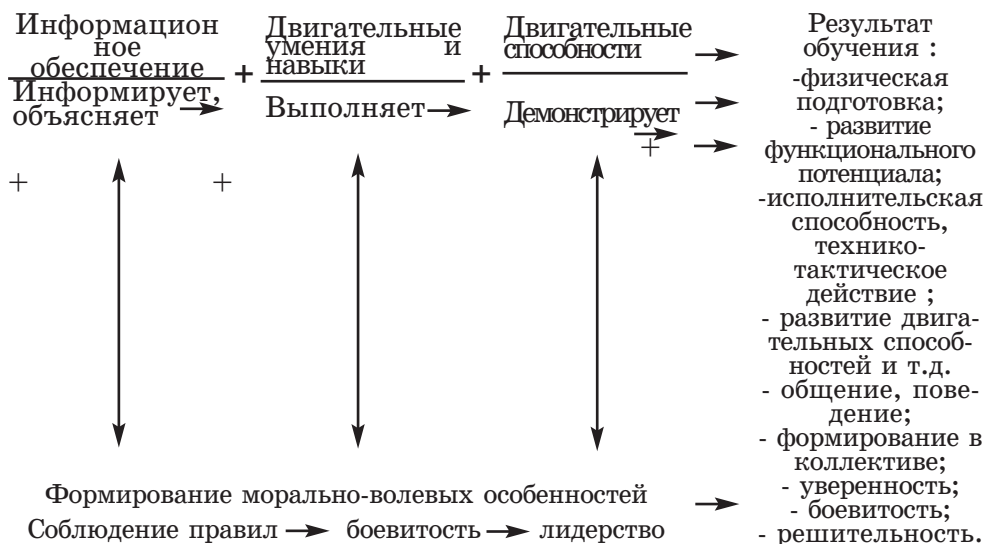 Информацион
ное
обеспечение
Информирует,
объясняет
+
Двигательные
умения и
навыки
Выполняет
+
Двигательные
способности
Демонстрирует
+
+
+
Результат
обучения :
-физическая
подготовка;
- развитие
функционального
потенциала;
-исполнительская
способность,
технико-
тактическое
действие ;
- развитие двига-
тельных способ-
ностей и т.д.
- общение, пове-
дение;
- формирование в
коллективе;
- уверенность;
- боевитость;
- решительность.
Формирование морально-волевых особенностей
Соблюдение правил → боевитость → лидерство